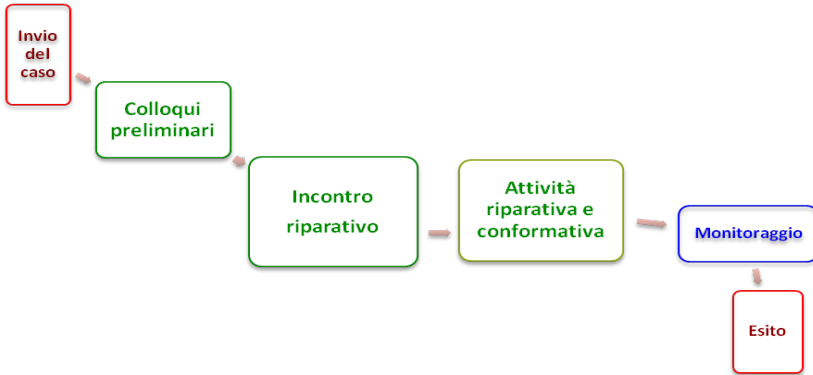 Invio
del
caso
Colloqui
preliminari
Incontro
riparativo
Attività
riparativa e
conformativa
Monitoraggio
Esito